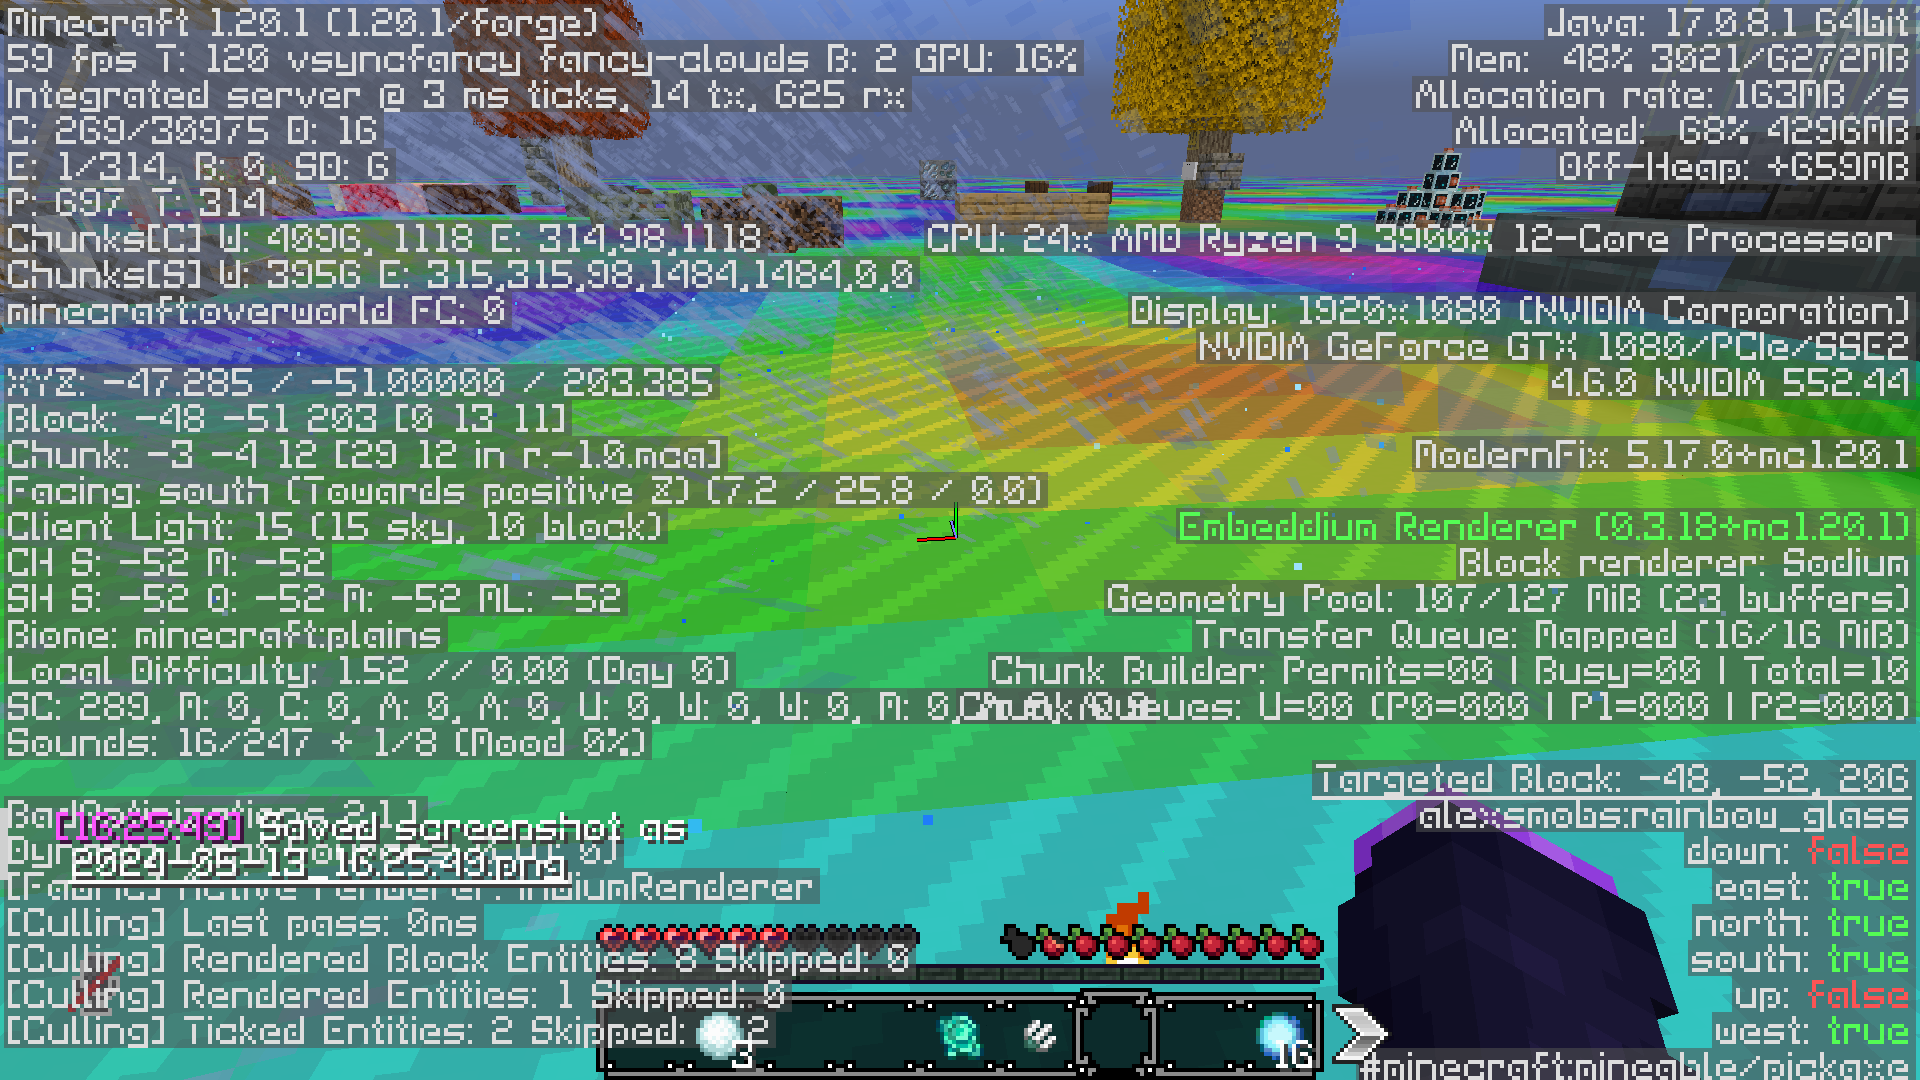 Minecraft 1.20.1 (1.20.1/forge)
59 fps T: 120 vsyncfancy fancy-clouds B: 2 GPU: 16%
Integrated server @ 3 ms ticks, 14 tx, 625 rx
C: 269/30975 D: 16
E: 1/314, B: 0, SD: 6
P: 697. T: 314
Chunks[C] W: 4096, 1118 E: 314,98,1118
Chunks[S] W: 3956 E: 315,315,98,1484,1484,0,0
minecraft:overworld FC: 0
XYZ: -47.285 / -51.00000 / 203.385
Block: -48 -51 203 [0 13 11]
Chunk: -3 -4 12 [29 12 in r.-1.0.mca]
Facing: south (Towards positive Z) (7.2 / 25.8 / 0.0)
Client Light: 15 (15 sky, 10 block)
CH S: -52 M: -52
SH S: -52 O: -52 M: -52 ML: -52
Biome: minecraft:plains
Local Difficulty: 1.52 // 0.00 (Day 0)
SC: 289, M: 0, C: 0, A: 0, A: 0, U: 0, W: 0, W: 0, M: 0,
Sounds: 16/247 + 1/8 (Mood 0%)
[16:25:49] Saved screenshot as
2024-05-13_16.25.49.png
[Culling] Last pass: 0ms
[Culling] Rendered Block Entities: Skipped: 0
[Culling] Rendered Entities: 1 Skipped: 0
[Culling] Ticked Entities: 2 Skipped: 2
Java: 17.0.8.1 64bit
Mem: 48% 3021/6272MB
Allocation rate: 163MB /s
Allocated: 68% 4296MB
Off-Heap: +659MB
CPU: 24x AMD Ryzen 9 3900X 12-Core Processor
Display: 1920x1080 (NVIDIA Corporation)
NVIDIA GeForce GTX 1080/PCIe/SSE2
4.6.0 NVIDIA 552.44
ModernFix 5.17.0+mc1.20.1
Embeddium Renderer (0.3.18+mc1.20.1)
Block renderer: Sodium
Geometry Pool: 107/127 MiB (23 buffers)
Transfer Queue: Mapped (16/16 MiB)
Chunk Builder: Permits=00 | Busy=00 | Total=10
Chunk Queues: U=00 (P0=000 | P1=000 | P2=000)
Targeted Block: -48, -52, 206
alexsmobs:rainbow_glass
down: false
east: true
north: true
south: true
up: false
west: true
#minecraft:mineable/pickaxe
3
16